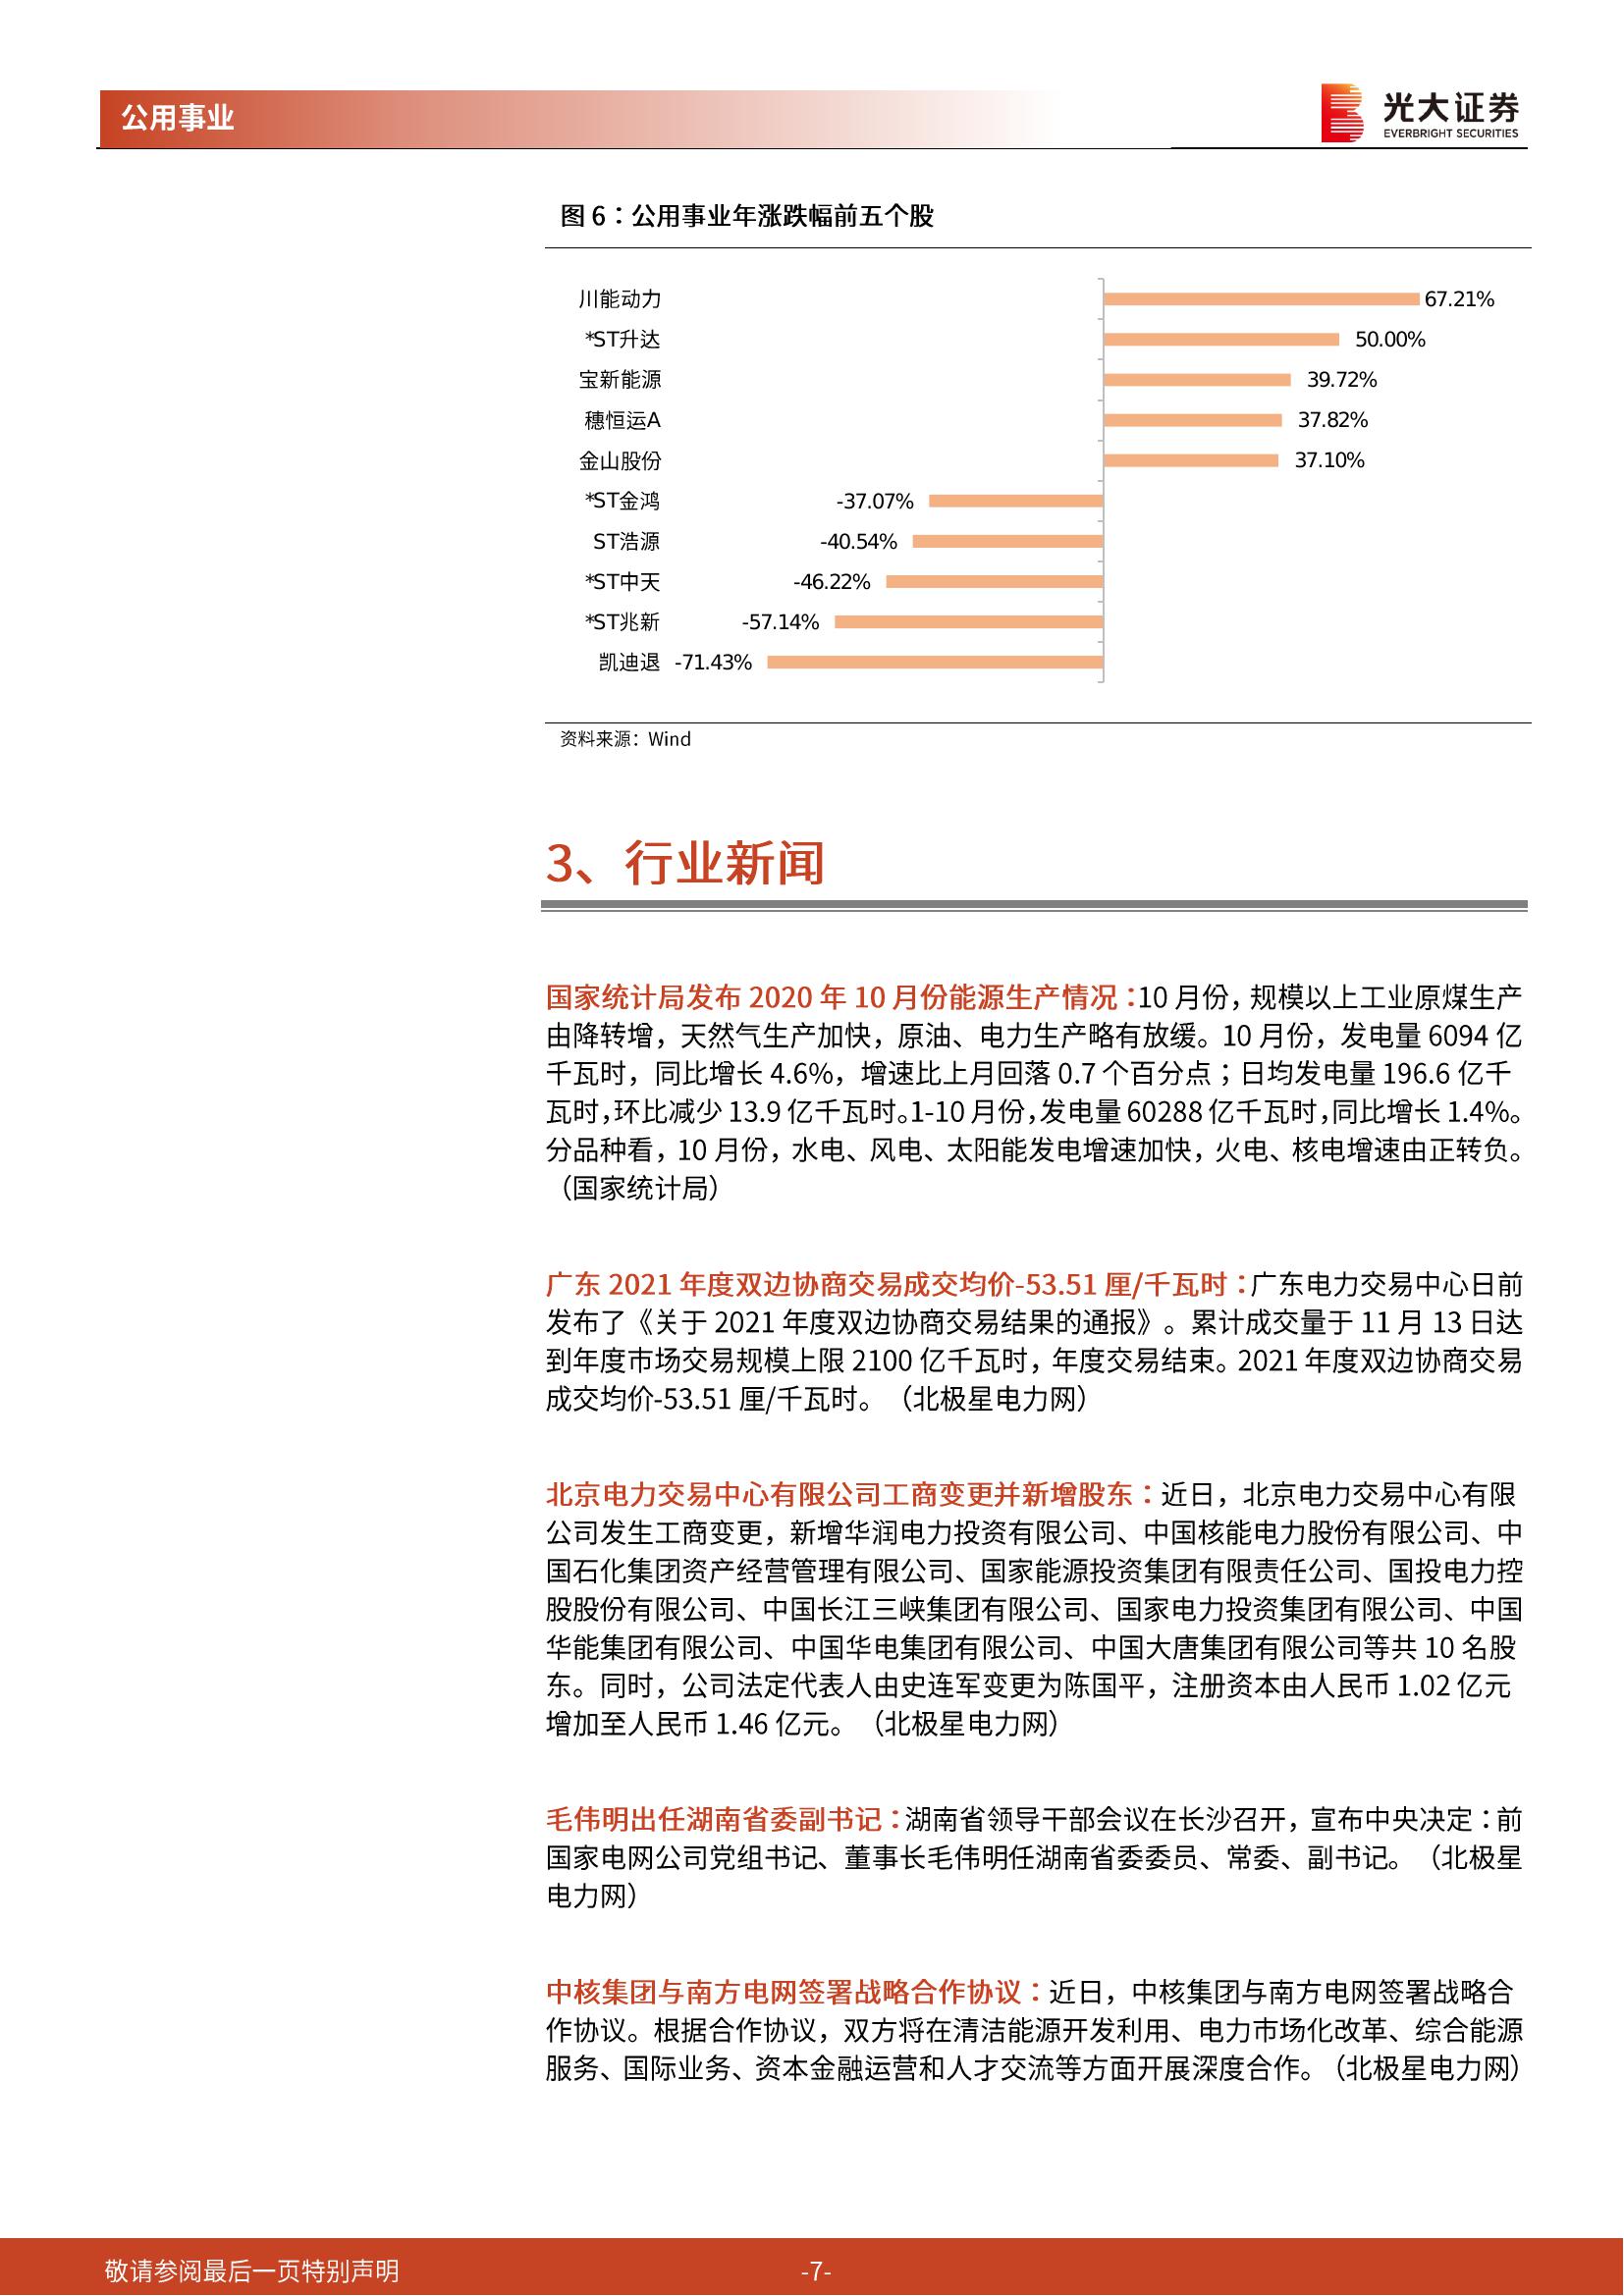 公用事业
光大证券
EVERBRIGHT SECURITIES
图 6：公用事业年涨跌幅前五个股
川能动力 67.21%
*ST升达 50.00%
宝新能源 39.72%
穗恒运A 37.82%
金山股份 37.10%
*ST金鸿 -37.07%
ST浩源 -40.54%
*ST中天 -46.22%
*ST兆新 -57.14%
凯迪退 -71.43%
资料来源：Wind
3、行业新闻
国家统计局发布 2020 年 10 月份能源生产情况：10 月份，规模以上工业原煤生产
由降转增，天然气生产加快，原油、电力生产略有放缓。10 月份，发电量 6094 亿
千瓦时，同比增长 4.6%，增速比上月回落 0.7 个百分点；日均发电量 196.6 亿千
瓦时，环比减少 13.9 亿千瓦时。1-10 月份，发电量 60288 亿千瓦时，同比增长 1.4%。
分品种看，10 月份，水电、风电、太阳能发电增速加快，火电、核电增速由正转负。
（国家统计局）
广东 2021 年度双边协商交易成交均价-53.51 厘/千瓦时：广东电力交易中心日前
发布了《关于 2021 年度双边协商交易结果的通报》。累计成交量于 11 月 13 日达
到年度市场交易规模上限 2100 亿千瓦时，年度交易结束。2021 年度双边协商交易
成交均价-53.51 厘/千瓦时。（北极星电力网）
北京电力交易中心有限公司工商变更并新增股东：近日，北京电力交易中心有限
公司发生工商变更，新增华润电力投资有限公司、中国核能电力股份有限公司、中
国石化集团资产经营管理有限公司、国家能源投资集团有限责任公司、国投电力控
股股份有限公司、中国长江三峡集团有限公司、国家电力投资集团有限公司、中国
华能集团有限公司、中国华电集团有限公司、中国大唐集团有限公司等共 10 名股
东。同时，公司法定代表人由史连军变更为陈国平，注册资本由人民币 1.02 亿元
增加至人民币 1.46 亿元。（北极星电力网）
毛伟明出任湖南省委副书记：湖南省领导干部会议在长沙召开，宣布中央决定：前
国家电网公司党组书记、董事长毛伟明任湖南省委委员、常委、副书记。（北极星
电力网）
中核集团与南方电网签署战略合作协议：近日，中核集团与南方电网签署战略合
作协议。根据合作协议，双方将在清洁能源开发利用、电力市场化改革、综合能源
服务、国际业务、资本金融运营和人才交流等方面开展深度合作。（北极星电力网）
敬请参阅最后一页特别声明
-7-